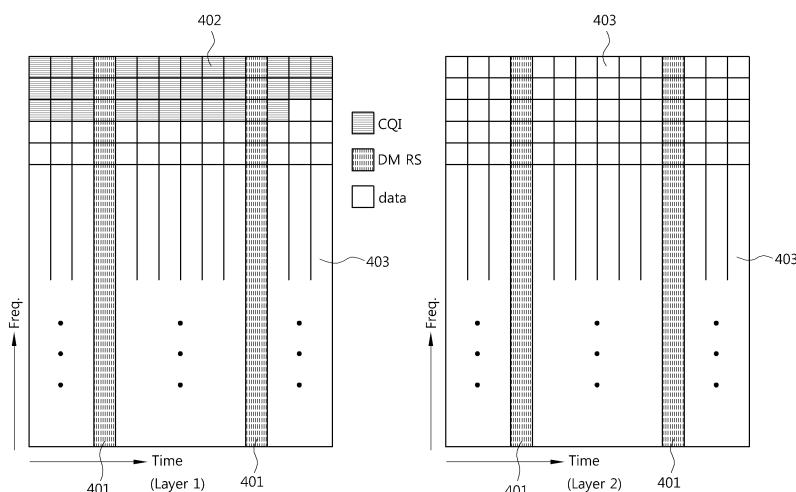 402
403
CQI
DM RS
data
403
403
Freq.
Freq.
Time
401
(Layer 1)
401
Time
401
(Layer 2)
401